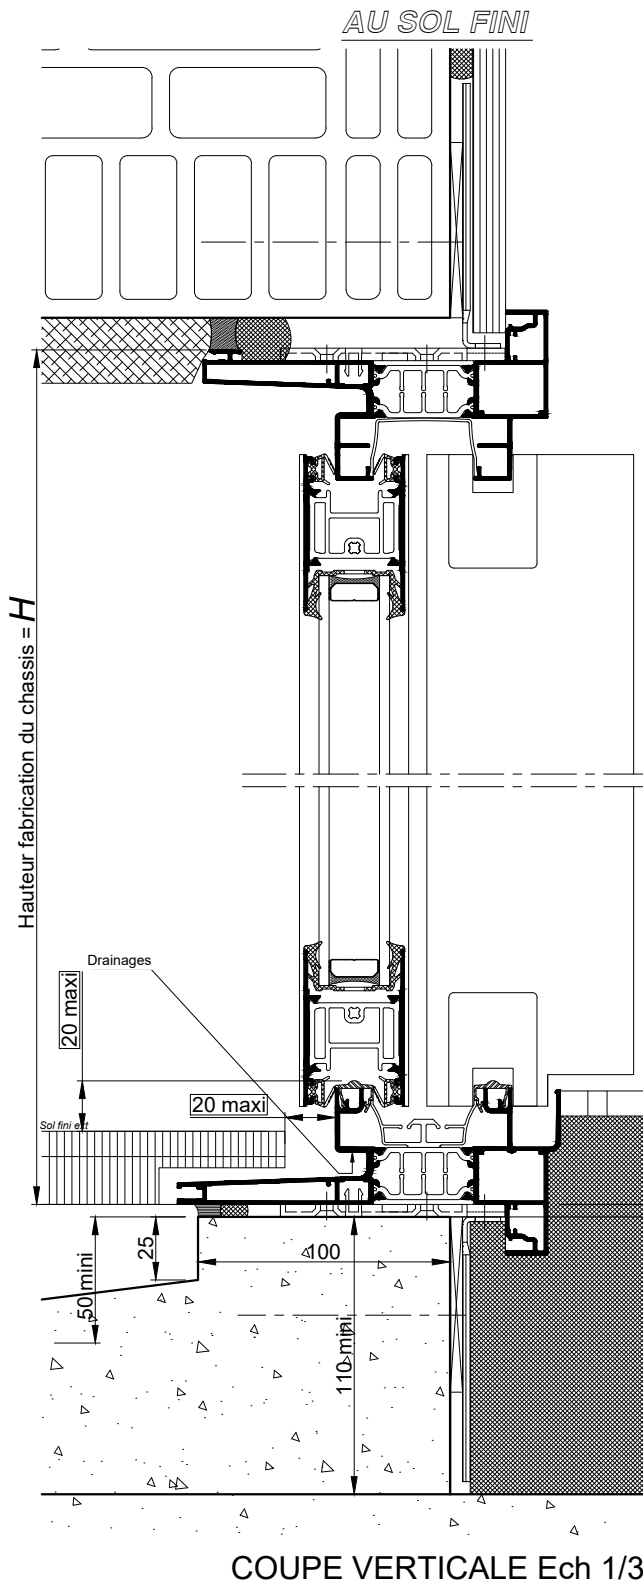 AU SOL FINI
Hauteur fabrication du chassis = H
Drainages
20 maxi
20 maxi
Sol fini ext
25
100
50 mini
110 mini
COUPE VERTICALE Ech 1/3